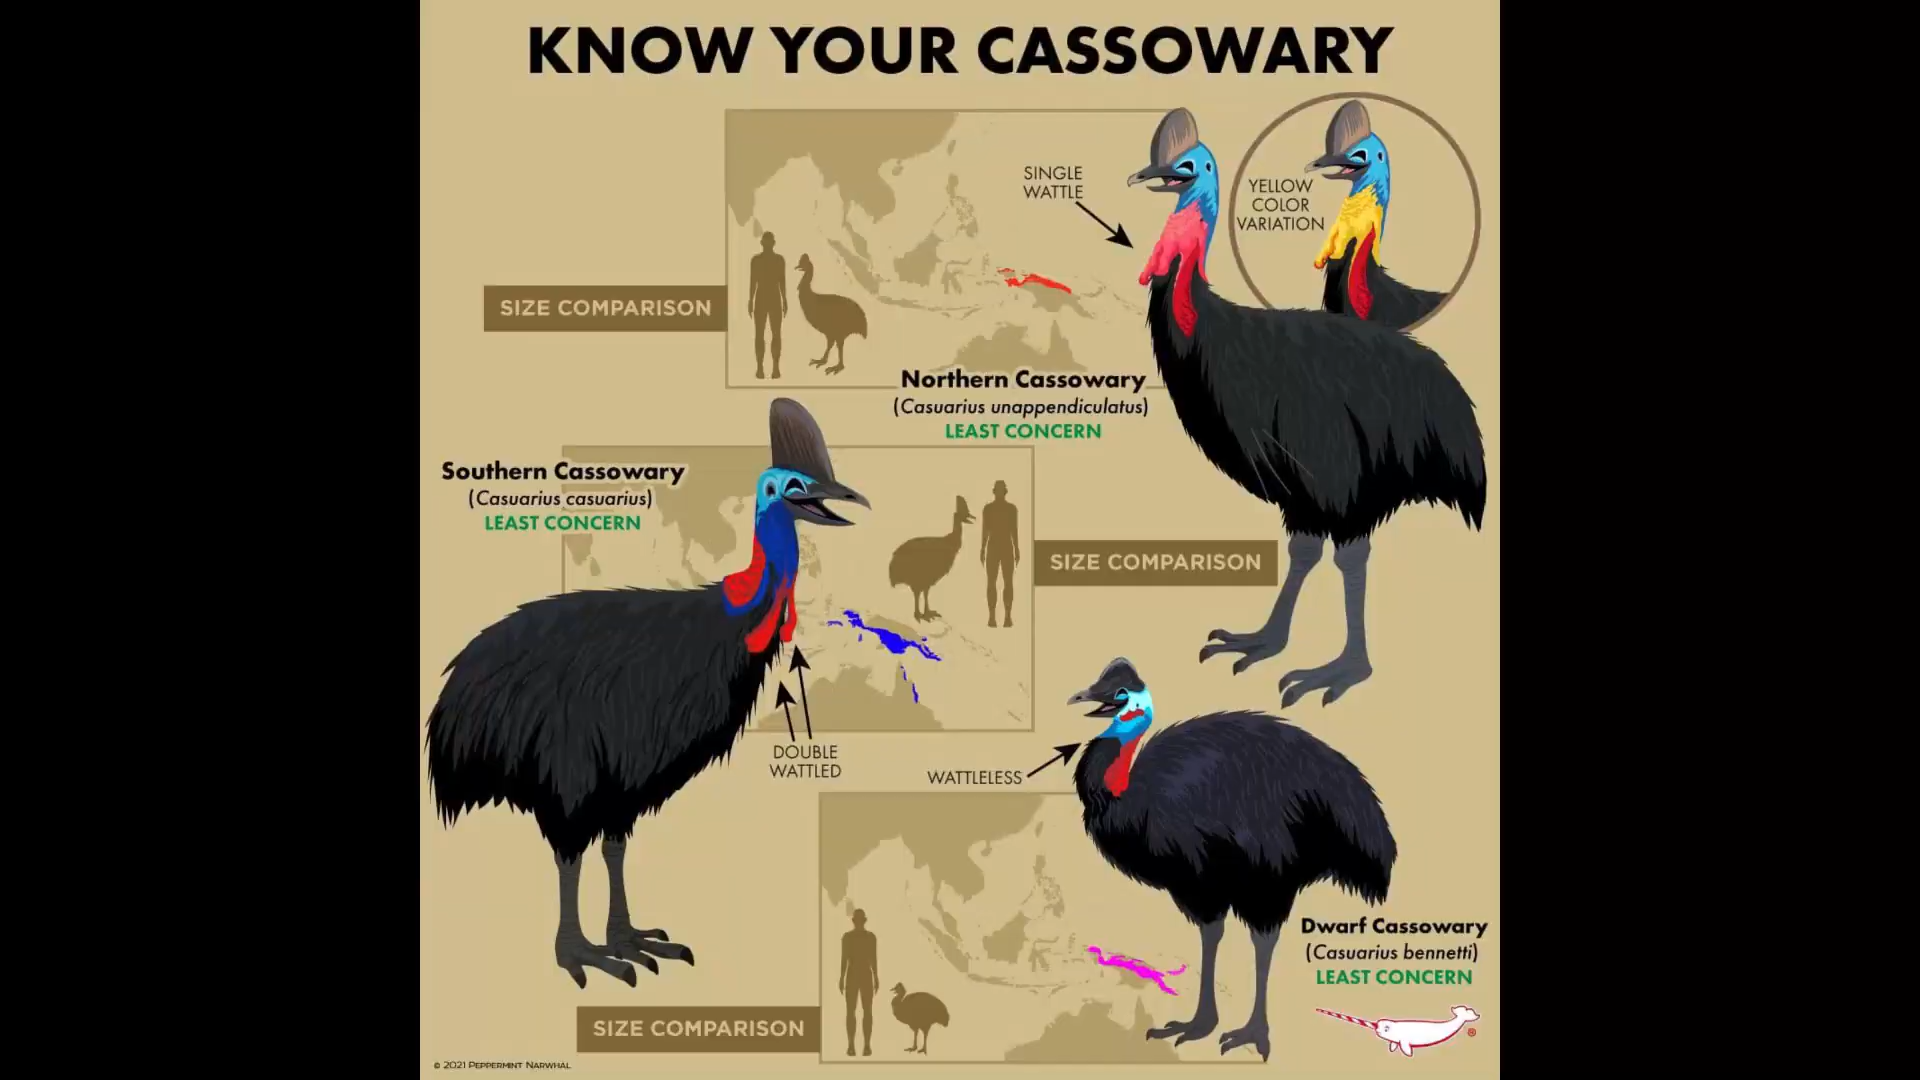 KNOW YOUR CASSOWARY
SINGLE
WATTLE
YELLOW
COLOR
VARIATION
SIZE COMPARISON
Northern Cassowary
(Casuarius unappendiculatus)
LEAST CONCERN
Southern Cassowary
(Casuarius casuarius)
LEAST CONCERN
SIZE COMPARISON
DOUBLE
WATTLED
WATTLELESS
Dwarf Cassowary
(Casuarius bennetti)
LEAST CONCERN
SIZE COMPARISON
®
© 2021 PEPPERMINT NARWHAL